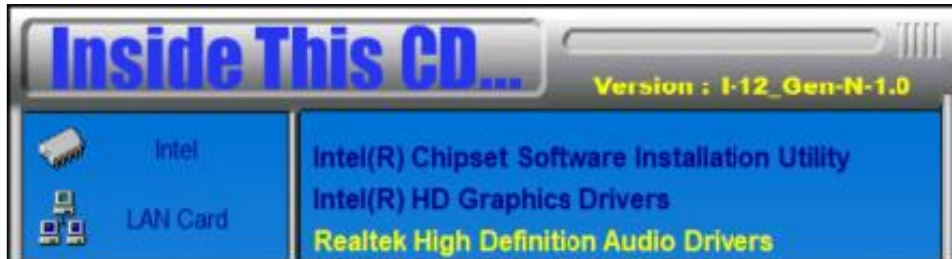 Inside This CD...
Version : I-12_Gen-N-1.0
Intel
LAN Card
Intel(R) Chipset Software Installation Utility
Intel(R) HD Graphics Drivers
Realtek High Definition Audio Drivers